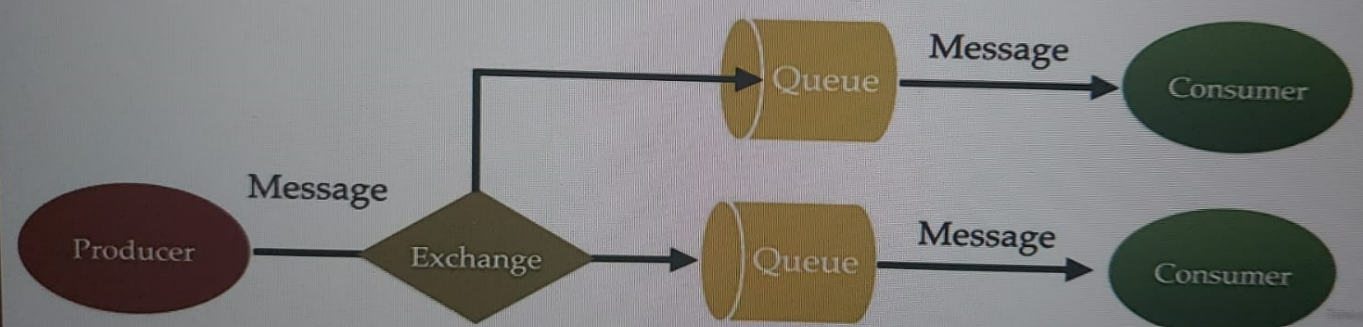 Message
Queue
Consumer
Message
Producer
Exchange
Message
Queue
Consumer